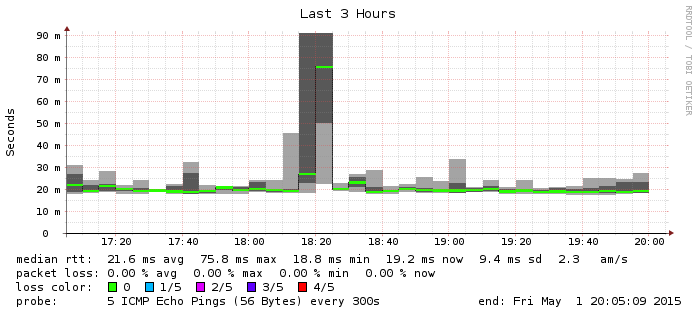 Last 3 Hours
RRDTOOL / TOBI OETIKER
Seconds
90 m
80 m
70 m
60 m
50 m
40 m
30 m
20 m
10 m
0
17:20 17:40 18:00 18:20 18:40 19:00 19:20 19:40 20:00
median rtt: 21.6 ms avg 75.8 ms max 18.8 ms min 19.2 ms now 9.4 ms sd 2.3 am/s
packet loss: 0.00 % avg 0.00 % max 0.00 % min 0.00 % now
loss color: 0 1/5 2/5 3/5 4/5
probe: 5 ICMP Echo Pings (56 Bytes) every 300s end: Fri May 1 20:05:09 2015